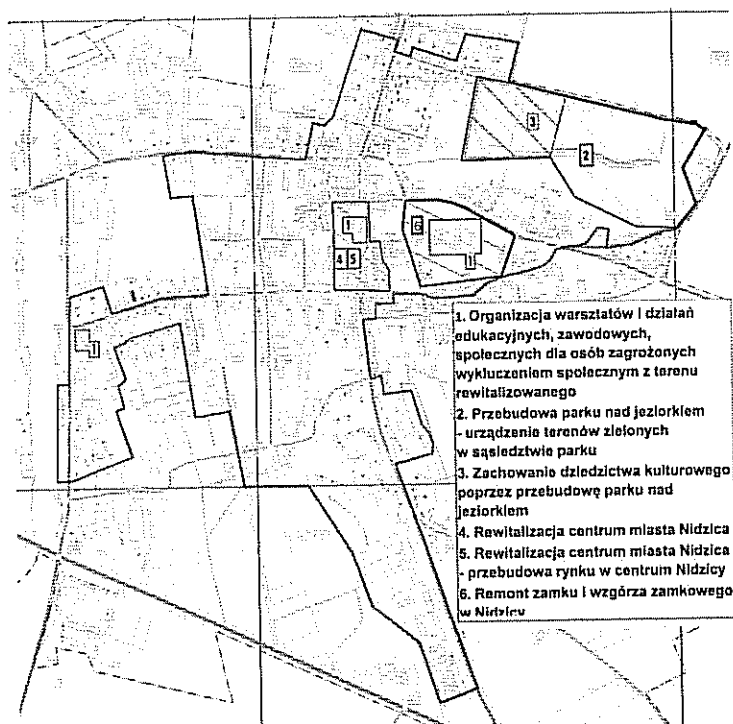 3
2
1
6
4 5
1
1
1. Organizacja warsztatów i działań
edukacyjnych, zawodowych,
społecznych dla osób zagrożonych
wykluczeniem społecznym z terenu
rewitalizowanego
2. Przebudowa parku nad jeziorkiem
- urządzenie terenów zielonych
w sąsiedztwie parku
3. Zachowanie dziedzictwa kulturowego
poprzez przebudowę parku nad
jeziorkiem
4. Rewitalizacja centrum miasta Nidzica
5. Rewitalizacja centrum miasta Nidzica
- przebudowa rynku w centrum Nidzicy
6. Remont zamku i wzgórza zamkowego
w Nidzicy